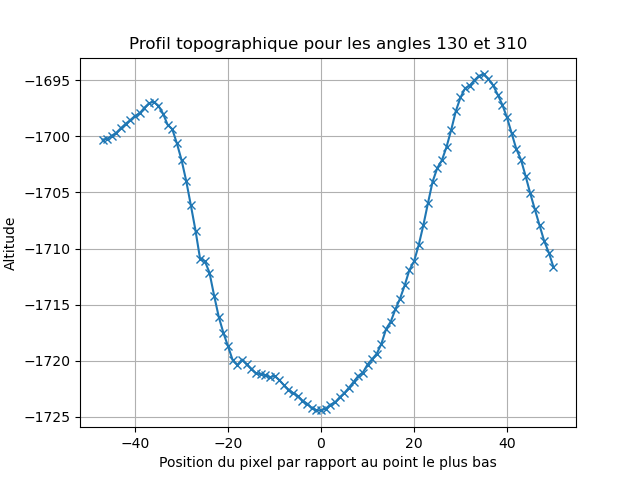 Profil topographique pour les angles 130 et 310
Altitude
−1695
−1700
−1705
−1710
−1715
−1720
−1725
−40 −20 0 20 40
Position du pixel par rapport au point le plus bas